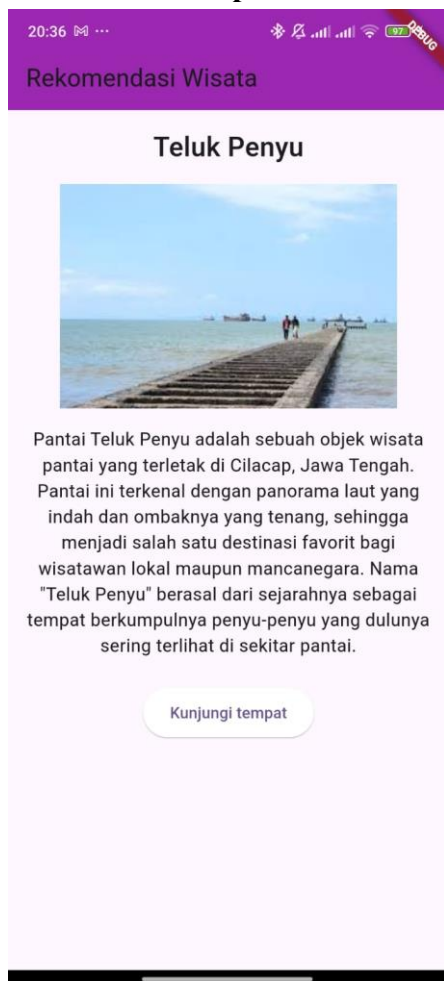 20:36
97
DEBUG
Rekomendasi Wisata
Teluk Penyu
Pantai Teluk Penyu adalah sebuah objek wisata
pantai yang terletak di Cilacap, Jawa Tengah.
Pantai ini terkenal dengan panorama laut yang
indah dan ombaknya yang tenang, sehingga
menjadi salah satu destinasi favorit bagi
wisatawan lokal maupun mancanegara. Nama
"Teluk Penyu" berasal dari sejarahnya sebagai
tempat berkumpulnya penyu-penyu yang dulunya
sering terlihat di sekitar pantai.
Kunjungi tempat